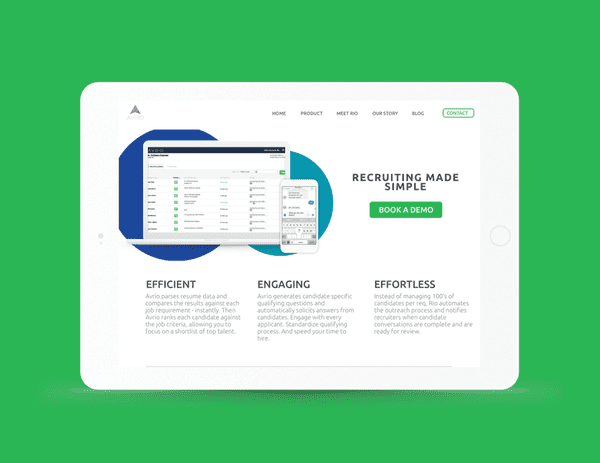 AVRIO
HOME PRODUCT MEET RIO OUR STORY BLOG CONTACT
RECRUITING MADE
SIMPLE
BOOK A DEMO
EFFICIENT
Avrio parses resume data and
compares the results against each
job requirement - instantly. Then
Avrio ranks each candidate against
the job criteria, allowing you to
focus on a shortlist of top talent.
ENGAGING
Avrio generates candidate specific
qualifying questions and
automatically solicits answers from
candidates. Engage with every
applicant. Standardize qualifying
process. And speed your time to
hire.
EFFORTLESS
Instead of managing 100's of
candidates per req, Rio automates
the outreach process and notifies
recruiters when candidate
conversations are complete and are
ready for review.